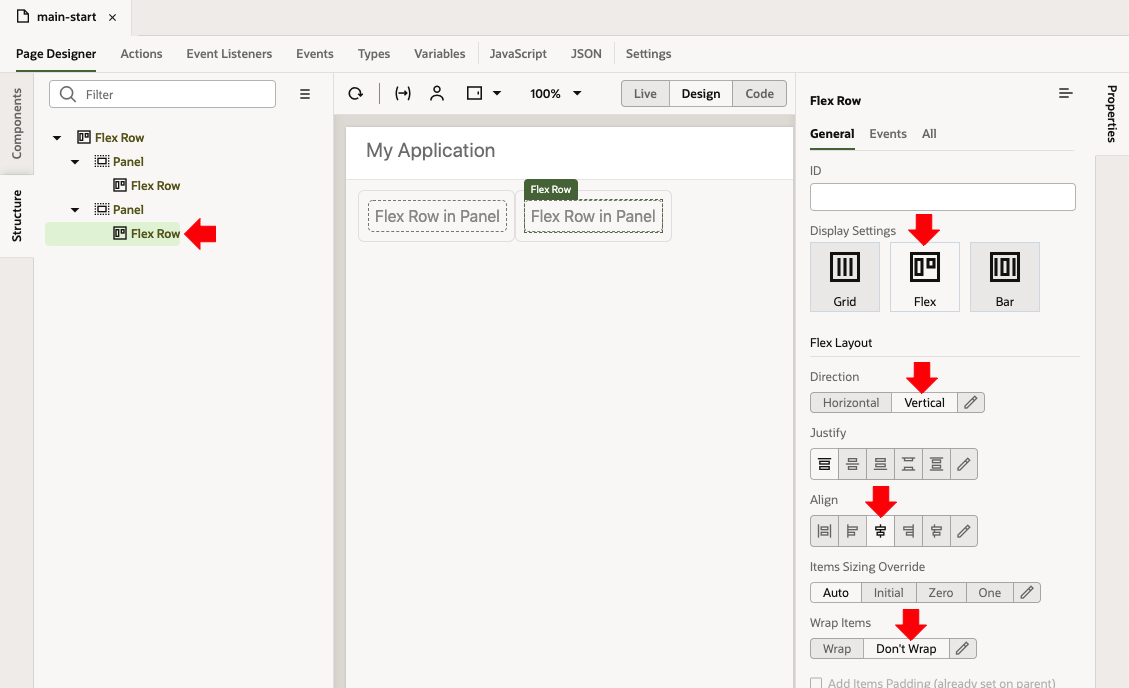 main-start ×
Page Designer Actions Event Listeners Events Types Variables JavaScript JSON Settings
Components
Structure
Filter
Flex Row
Panel
Flex Row
Panel
Flex Row
100% Live Design Code
My Application
Flex Row
Flex Row in Panel Flex Row in Panel
Flex Row
General Events All
ID
Display Settings
Grid Flex Bar
Flex Layout
Direction
Horizontal Vertical
Justify
Align
Items Sizing Override
Auto Initial Zero One
Wrap Items
Wrap Don't Wrap
Add Items Padding (already set on parent)
Properties